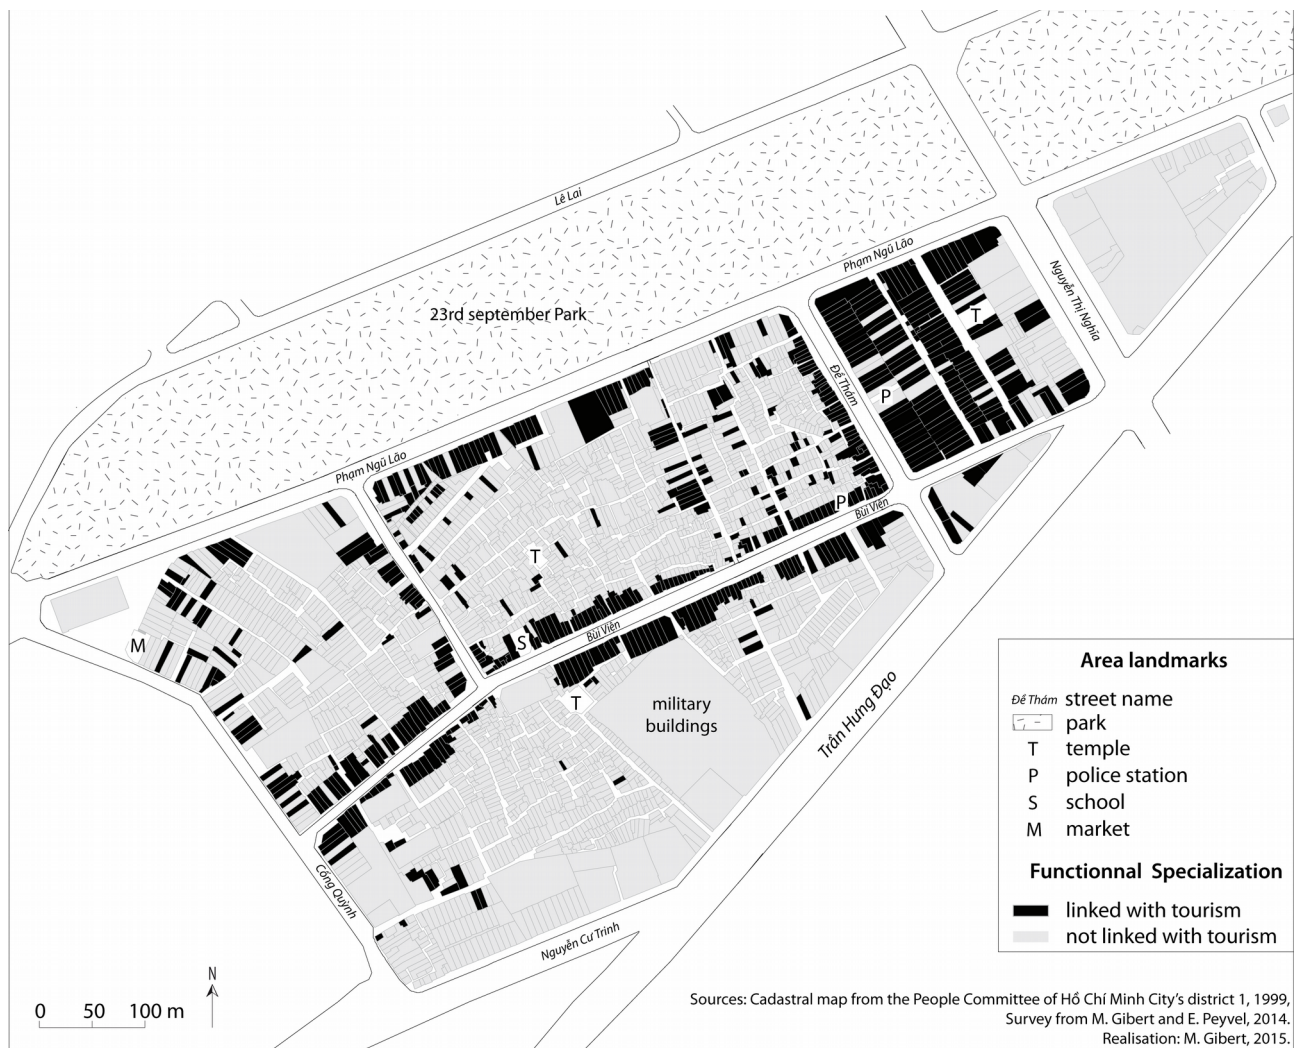 Lê Lai
Phạm Ngũ Lão
23rd september Park
T
Nguyễn Thị Nghĩa
Đề Thám
P
Phạm Ngũ Lão
P
Bùi Viện
T
S
Bùi Viện
M
T
military
buildings
Trần Hưng Đạo
Cống Quỳnh
Nguyễn Cư Trinh
N
0 50 100 m
Area landmarks
Đề Thám street name
park
T temple
P police station
S school
M market
Functionnal Specialization
linked with tourism
not linked with tourism
Sources: Cadastral map from the People Committee of Hồ Chí Minh City's district 1, 1999,
Survey from M. Gibert and E. Peyvel, 2014.
Realisation: M. Gibert, 2015.